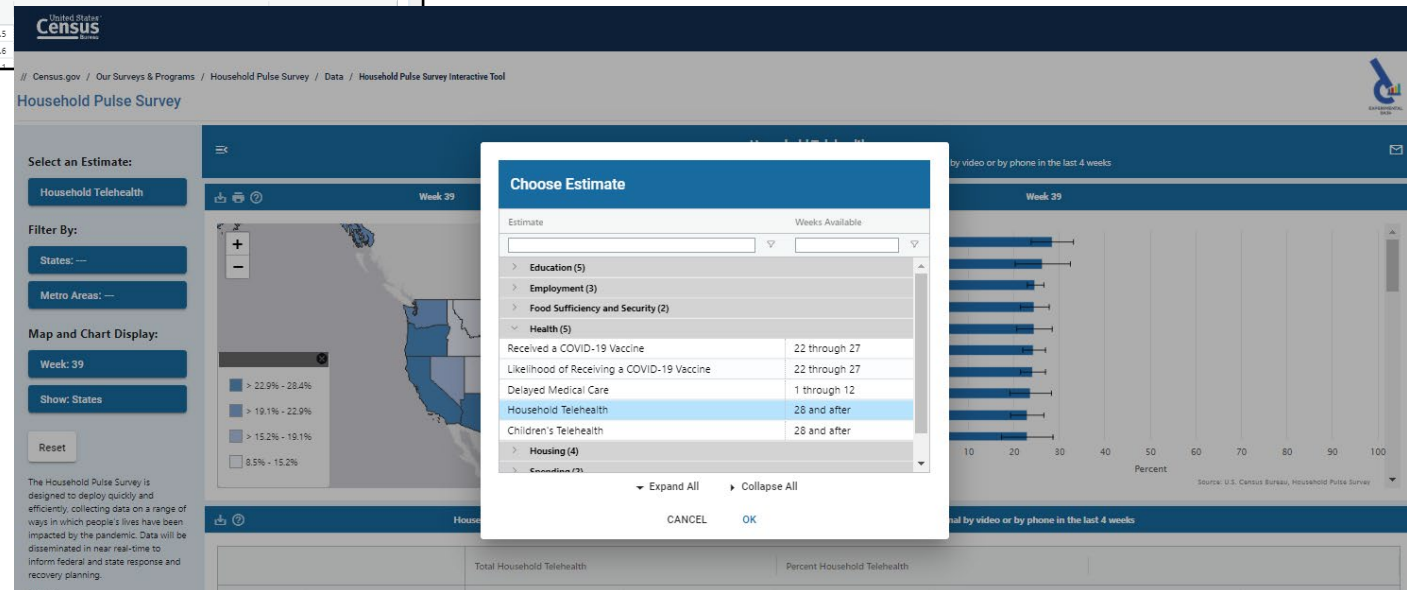 .5
.6
United States
Census
Bureau
// Census.gov / Our Surveys & Programs / Household Pulse Survey / Data / Household Pulse Survey Interactive Tool
Household Pulse Survey
EXPERIMENTAL
DATA
Select an Estimate:
Household Telehealth
Filter By:
States: —
Metro Areas: —
Map and Chart Display:
Week: 39
Show: States
Reset
The Household Pulse Survey is
designed to deploy quickly and
efficiently, collecting data on a range of
ways in which people's lives have been
impacted by the pandemic. Data will be
disseminated in near real-time to
inform federal and state response and
recovery planning.
by video or by phone in the last 4 weeks
Week 39
Week 39
+
−
> 22.9% - 28.4%
> 19.1% - 22.9%
> 15.2% - 19.1%
8.5% - 15.2%
Choose Estimate
Estimate Weeks Available
Education (5)
Employment (3)
Food Sufficiency and Security (2)
Health (5)
Received a COVID-19 Vaccine 22 through 27
Likelihood of Receiving a COVID-19 Vaccine 22 through 27
Delayed Medical Care 1 through 12
Household Telehealth 28 and after
Children's Telehealth 28 and after
Housing (4)
Spending (2)
Expand All Collapse All
CANCEL OK
10 20 30 40 50 60 70 80 90 100
Percent
Source: U.S. Census Bureau, Household Pulse Survey
House
nal by video or by phone in the last 4 weeks
Total Household Telehealth Percent Household Telehealth